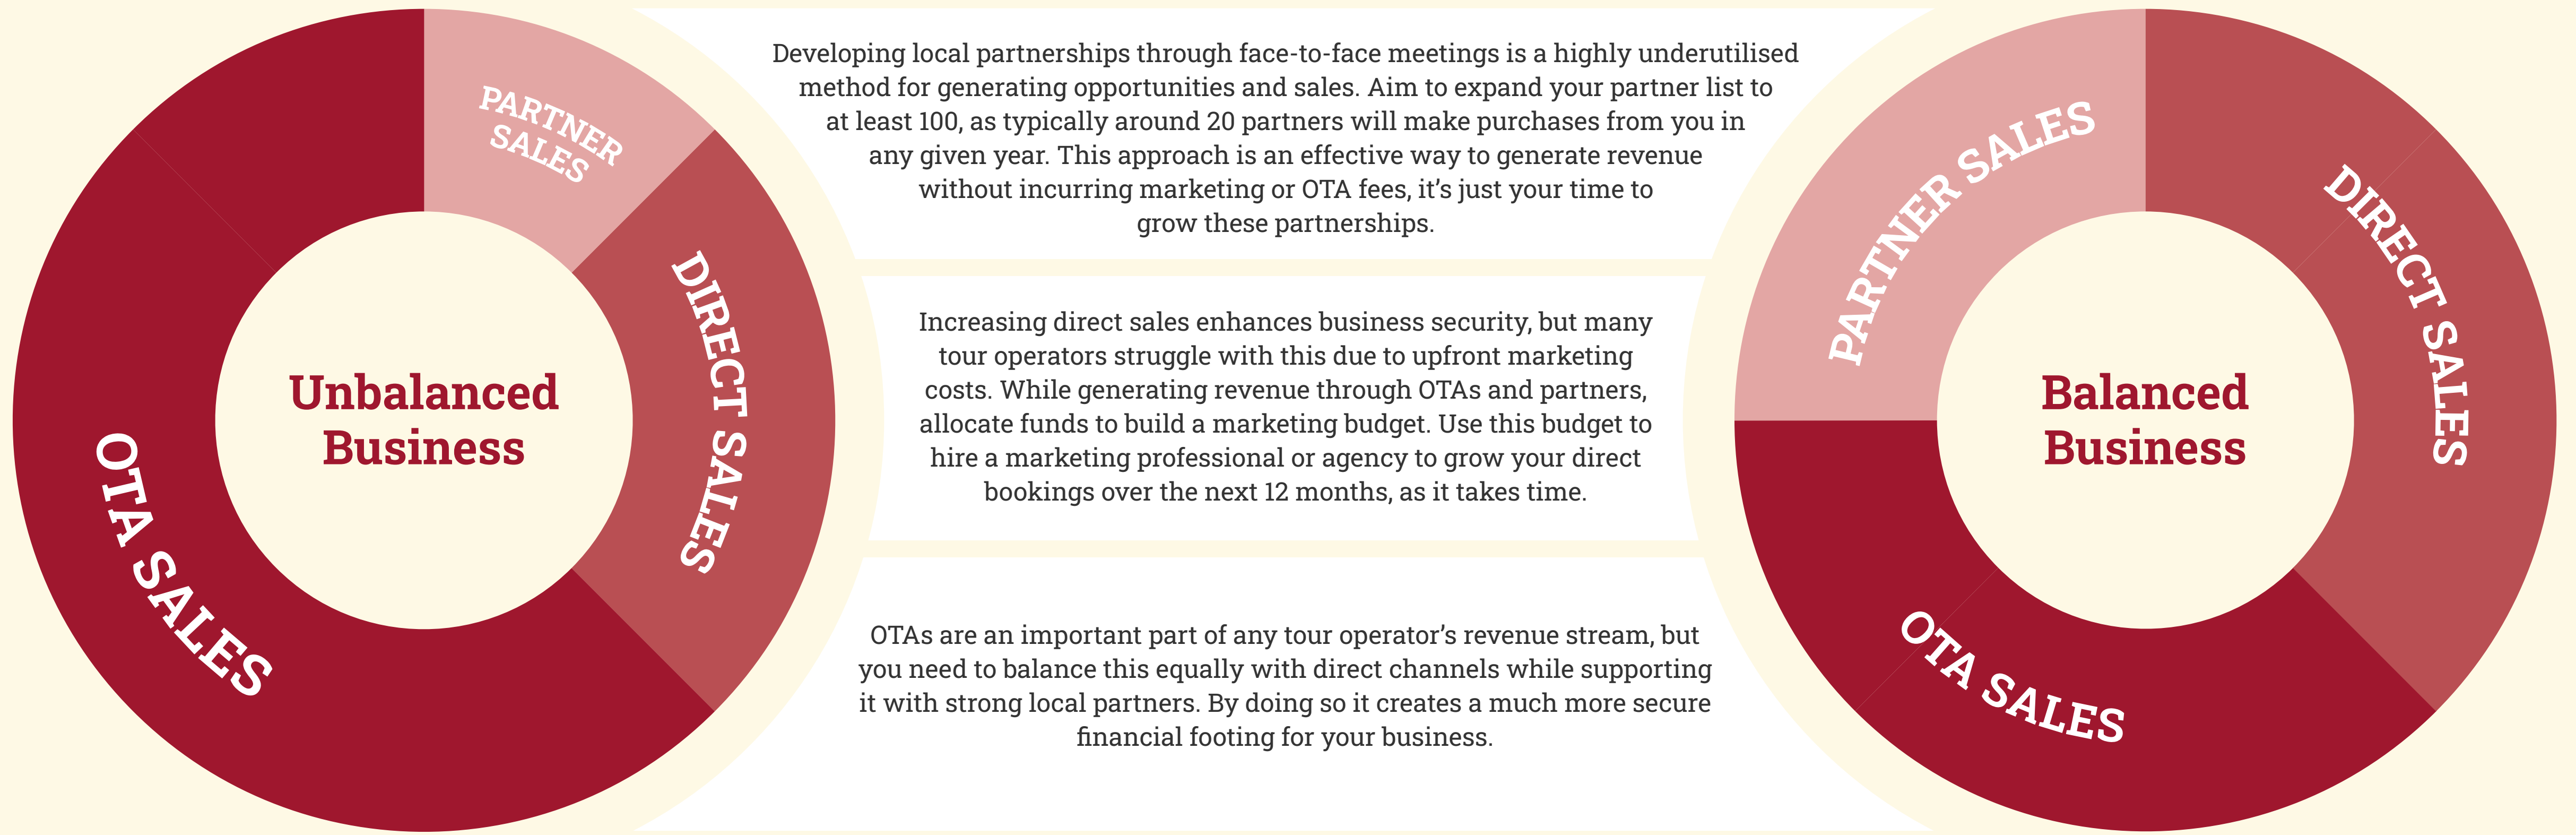 PARTNER
SALES
DIRECT SALES
OTA SALES
Unbalanced
Business
Developing local partnerships through face-to-face meetings is a highly underutilised
method for generating opportunities and sales. Aim to expand your partner list to
at least 100, as typically around 20 partners will make purchases from you in
any given year. This approach is an effective way to generate revenue
without incurring marketing or OTA fees, it’s just your time to
grow these partnerships.
Increasing direct sales enhances business security, but many
tour operators struggle with this due to upfront marketing
costs. While generating revenue through OTAs and partners,
allocate funds to build a marketing budget. Use this budget to
hire a marketing professional or agency to grow your direct
bookings over the next 12 months, as it takes time.
OTAs are an important part of any tour operator’s revenue stream, but
you need to balance this equally with direct channels while supporting
it with strong local partners. By doing so it creates a much more secure
financial footing for your business.
PARTNER SALES
DIRECT SALES
OTA SALES
Balanced
Business